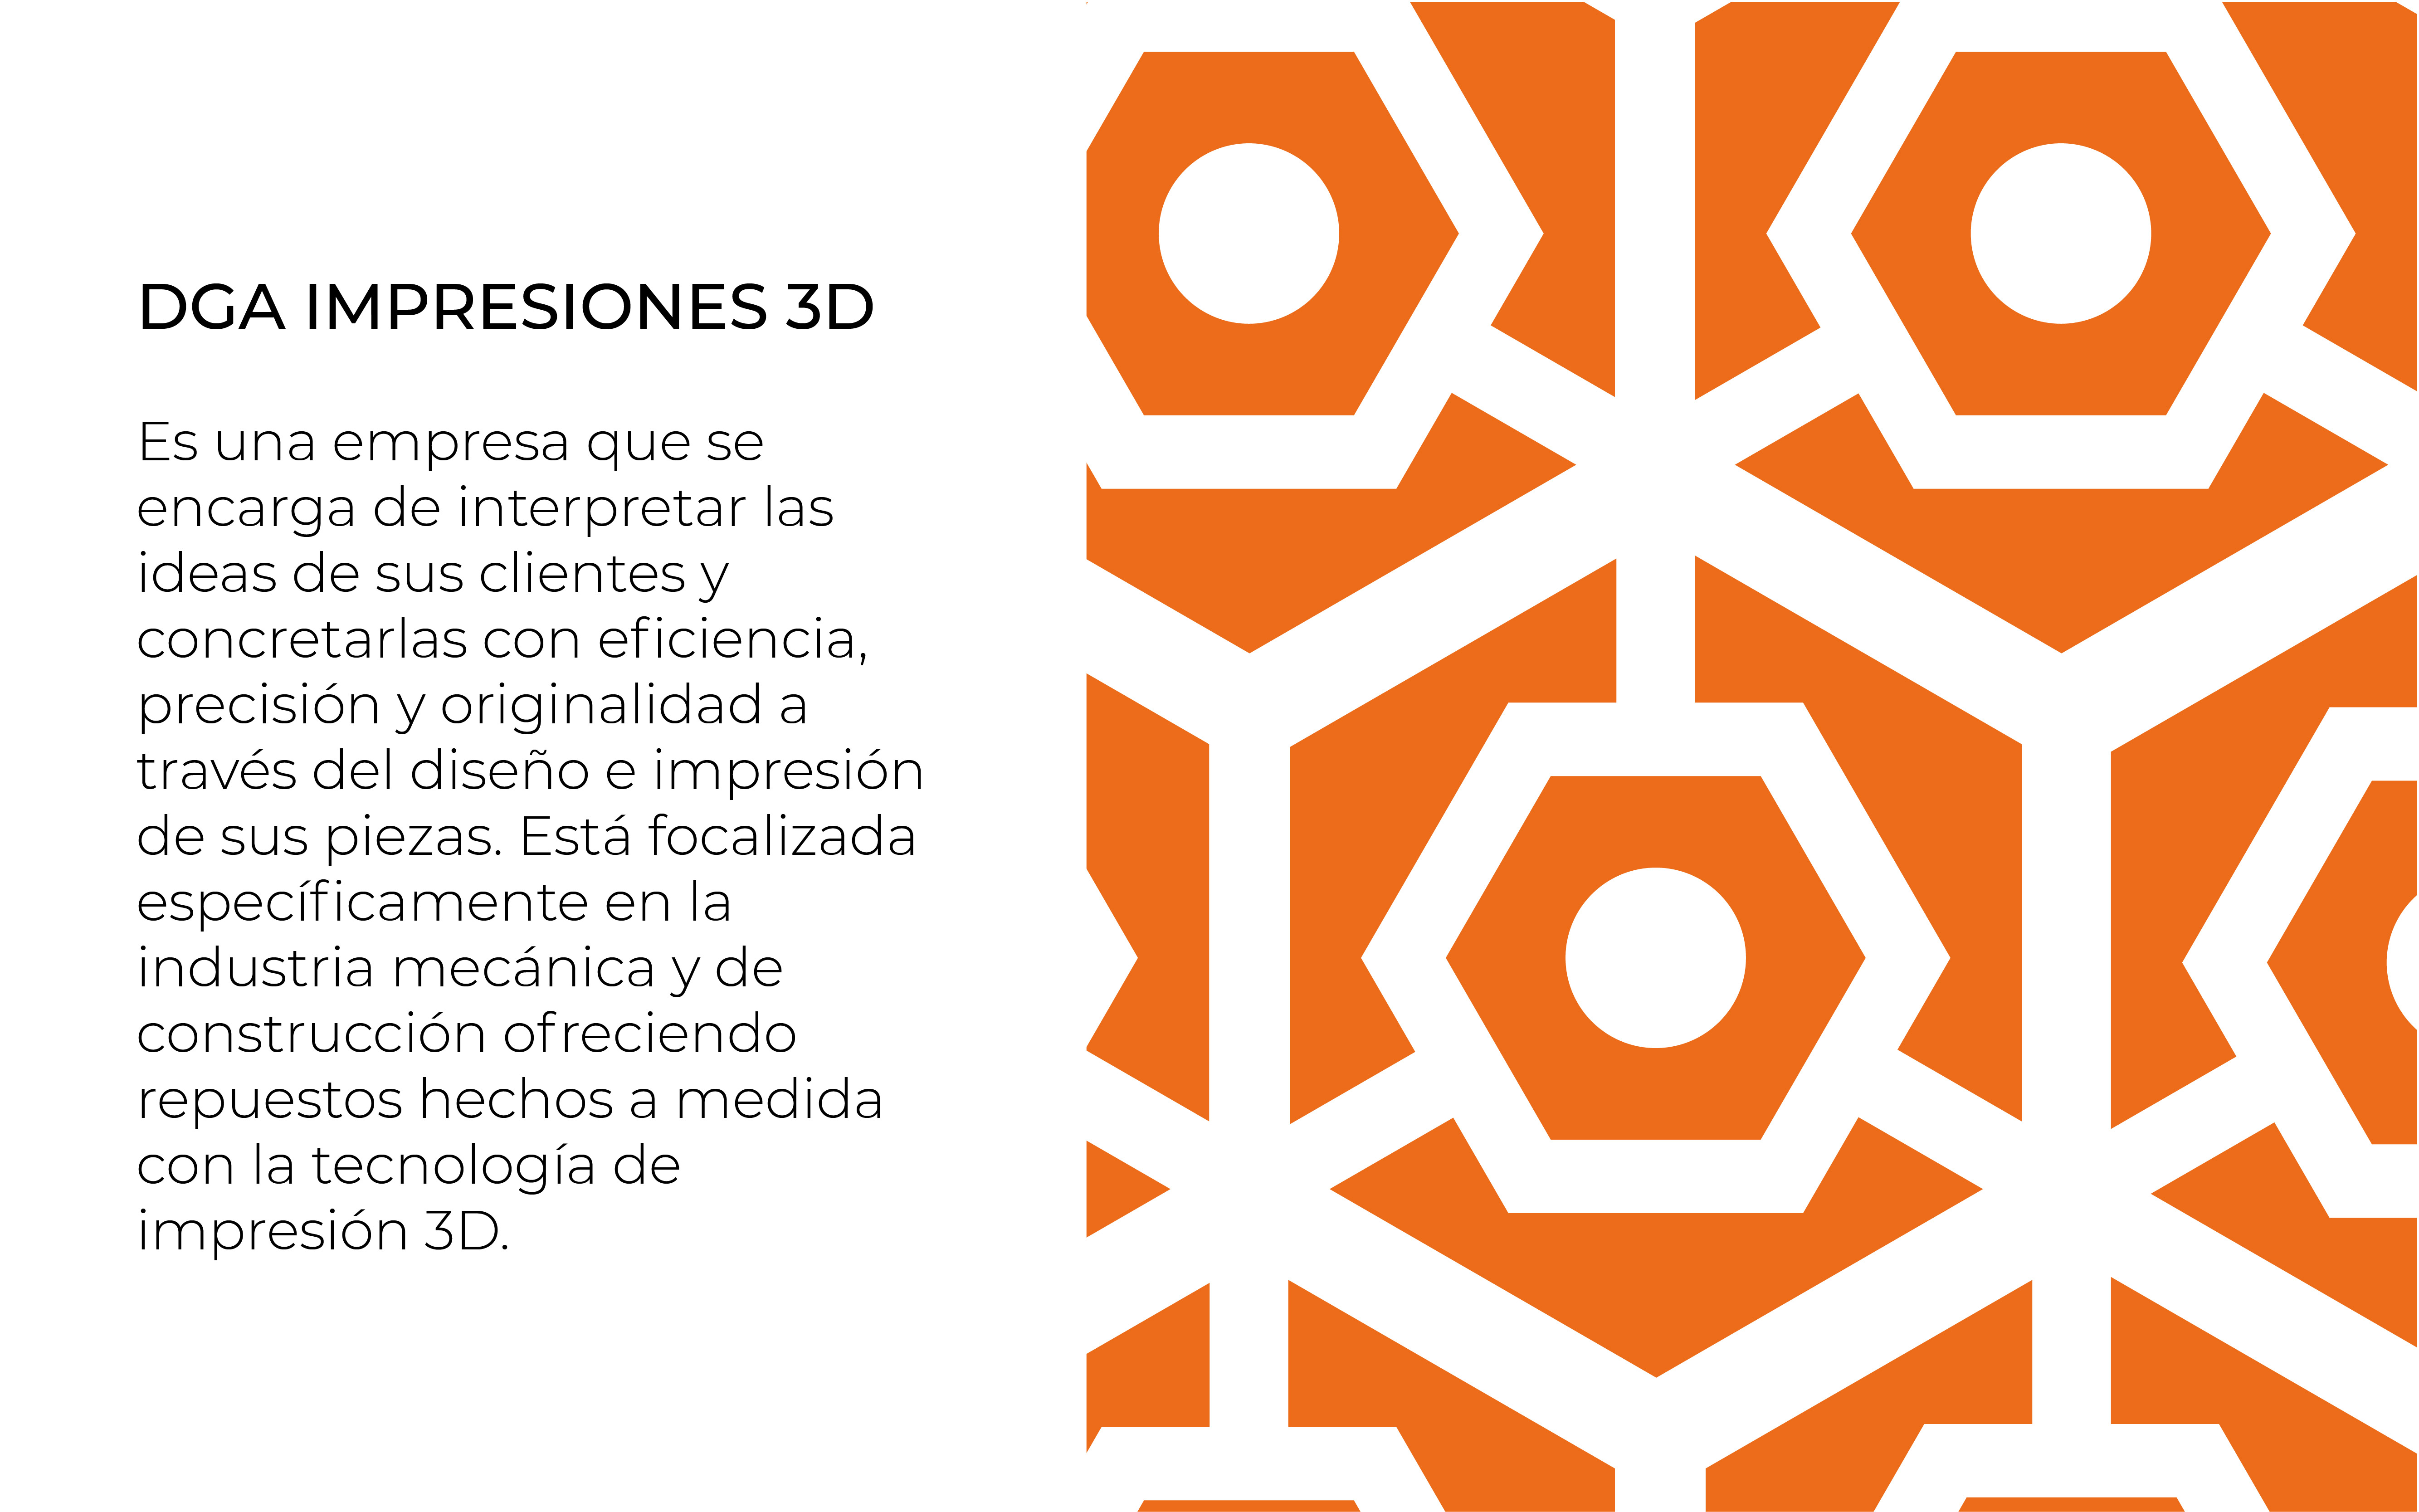 DGA IMPRESIONES 3D
Es una empresa que se
encarga de interpretar las
ideas de sus clientes y
concretarlas con eficiencia,
precisión y originalidad a
través del diseño e impresión
de sus piezas. Está focalizada
específicamente en la
industria mecánica y de
construcción ofreciendo
repuestos hechos a medida
con la tecnología de
impresión 3D.